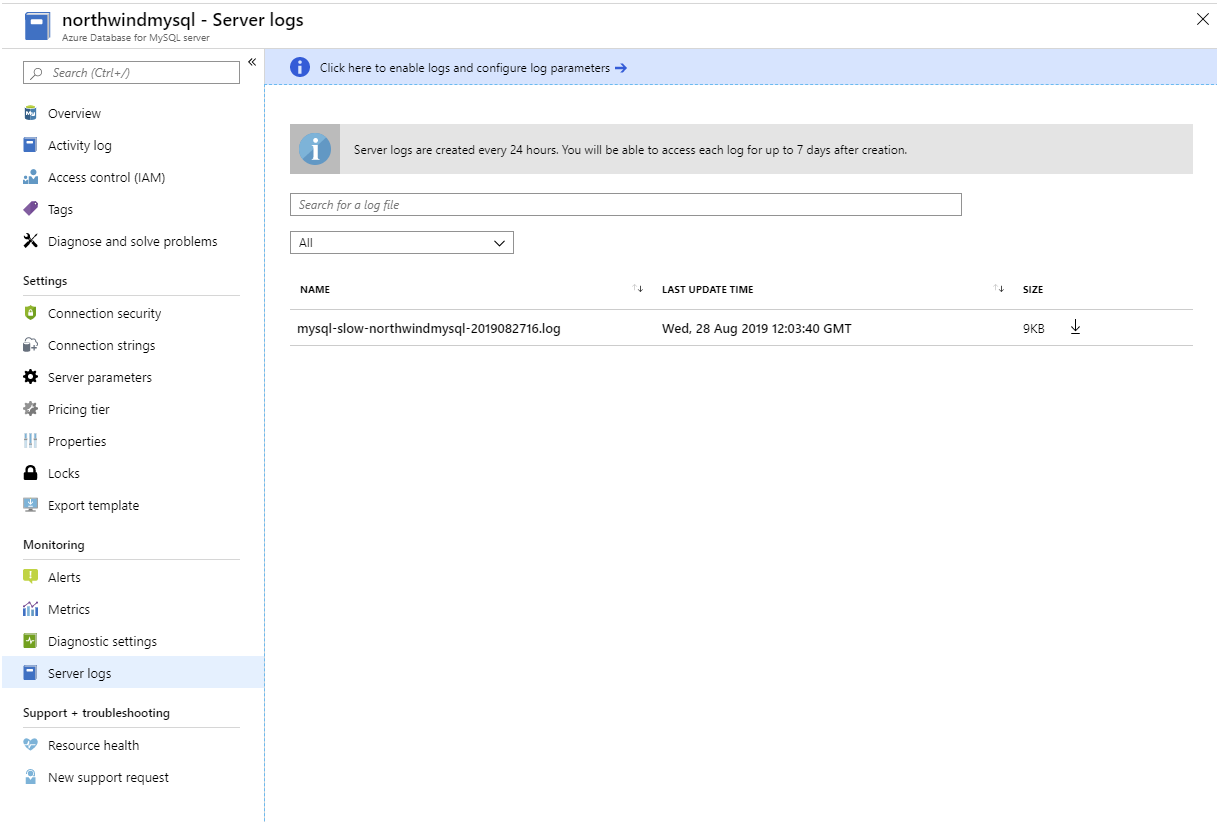 northwindmysql - Server logs
Azure Database for MySQL server
Search (Ctrl+/)
Overview
Activity log
Access control (IAM)
Tags
Diagnose and solve problems
Settings
Connection security
Connection strings
Server parameters
Pricing tier
Properties
Locks
Export template
Monitoring
Alerts
Metrics
Diagnostic settings
Server logs
Support + troubleshooting
Resource health
New support request
Click here to enable logs and configure log parameters
Server logs are created every 24 hours. You will be able to access each log for up to 7 days after creation.
Search for a log file
All
NAME LAST UPDATE TIME SIZE
mysql-slow-northwindmysql-2019082716.log Wed, 28 Aug 2019 12:03:40 GMT 9KB